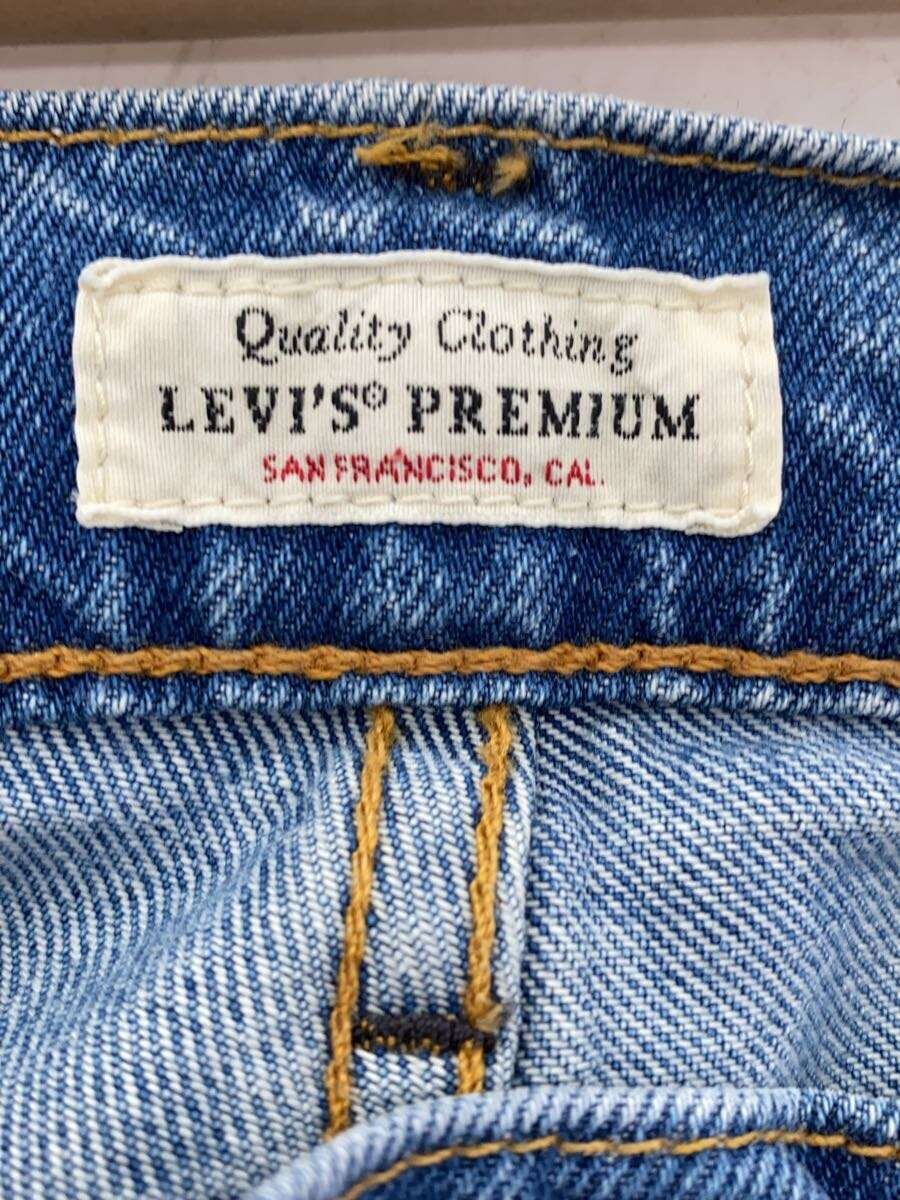 Quality Clothing
LEVI'S® PREMIUM
SAN FRANCISCO, CAL.